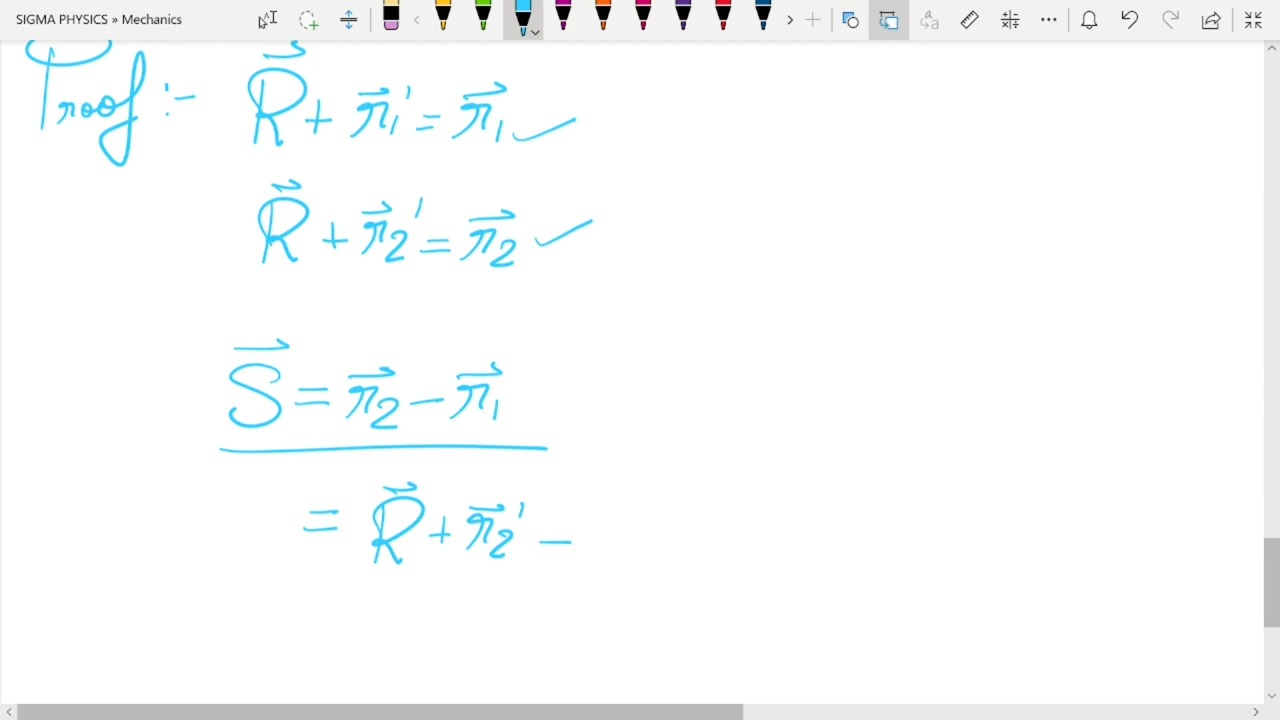 SIGMA PHYSICS » Mechanics
Proof :- R⃗ + r⃗₁' = r⃗₁ ✓
R⃗ + r⃗₂' = r⃗₂ ✓
S⃗ = r⃗₂ - r⃗₁
= R⃗ + r⃗₂' -